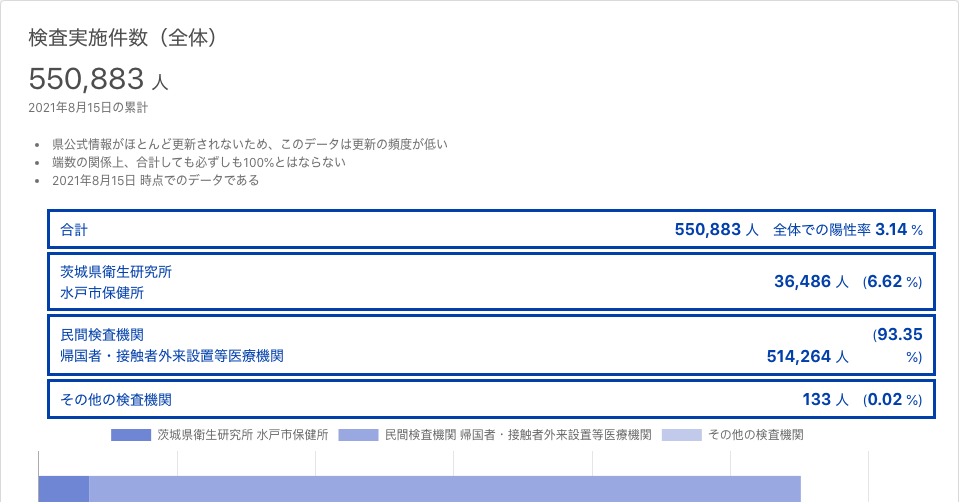 検査実施件数（全体）
550,883 人
2021年8月15日の累計
県公式情報がほとんど更新されないため、このデータは更新の頻度が低い
端数の関係上、合計しても必ずしも100%とはならない
2021年8月15日 時点でのデータである
合計 550,883 人 全体での陽性率 3.14 %
茨城県衛生研究所
水戸市保健所 36,486 人 (6.62 %)
民間検査機関 (93.35
帰国者・接触者外来設置等医療機関 514,264 人 %)
その他の検査機関 133 人 (0.02 %)
茨城県衛生研究所 水戸市保健所 民間検査機関 帰国者・接触者外来設置等医療機関 その他の検査機関